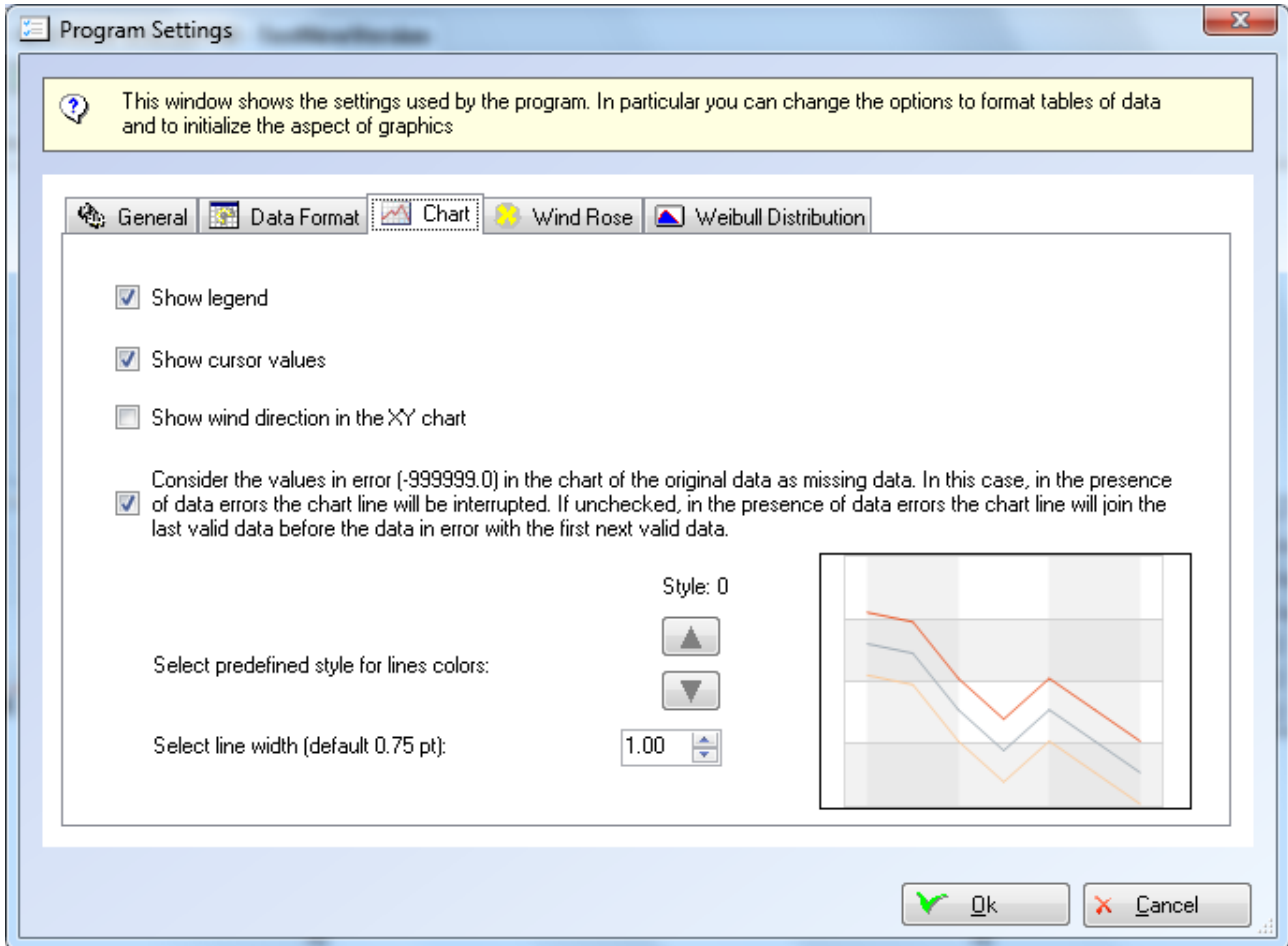 Program Settings
This window shows the settings used by the program. In particular you can change the options to format tables of data
and to initialize the aspect of graphics
General Data Format Chart Wind Rose Weibull Distribution
Show legend
Show cursor values
Show wind direction in the XY chart
Consider the values in error (-999999.0) in the chart of the original data as missing data. In this case, in the presence
of data errors the chart line will be interrupted. If unchecked, in the presence of data errors the chart line will join the
last valid data before the data in error with the first next valid data.
Style: 0
Select predefined style for lines colors:
Select line width (default 0.75 pt): 1.00
Ok Cancel